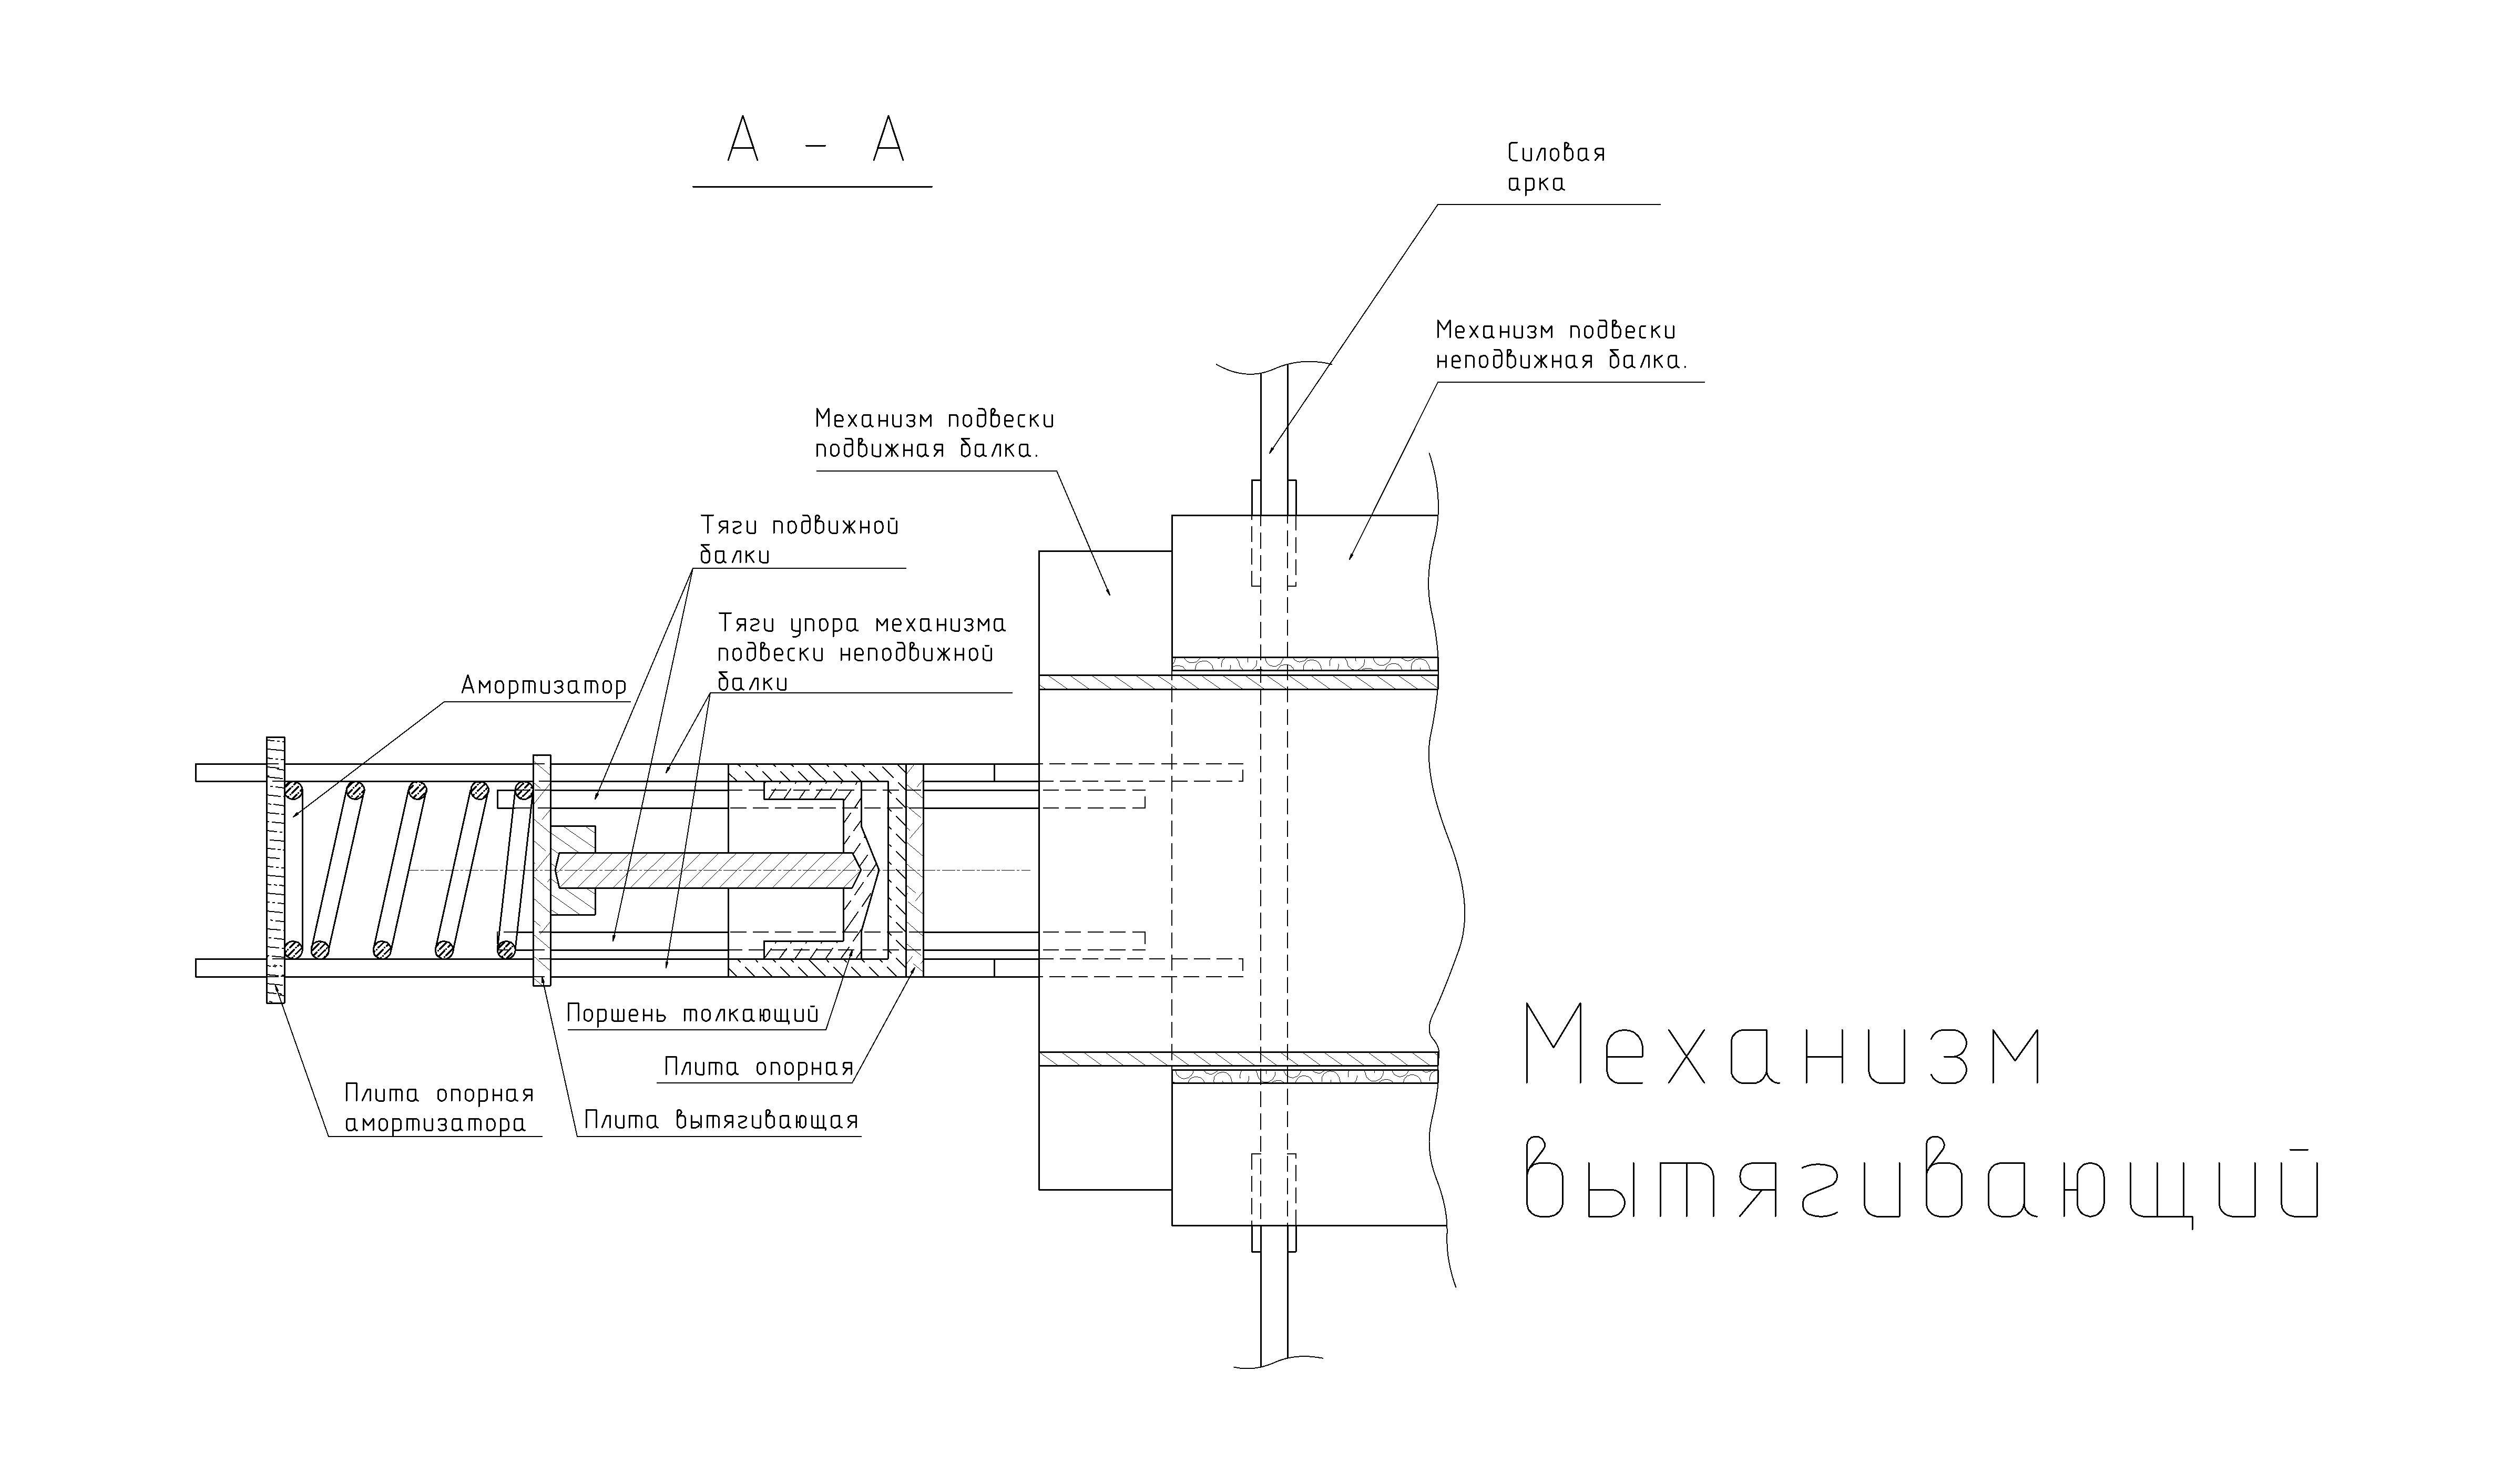 А - А
Силовая
арка
Механизм подвески
неподвижная балка.
Механизм подвески
подвижная балка.
Тяги подвижной
балки
Тяги упора механизма
подвески неподвижной
балки
Амортизатор
Поршень толкающий
Плита опорная
Плита опорная
амортизатора
Плита вытягивающая
Механизм
вытягивающий